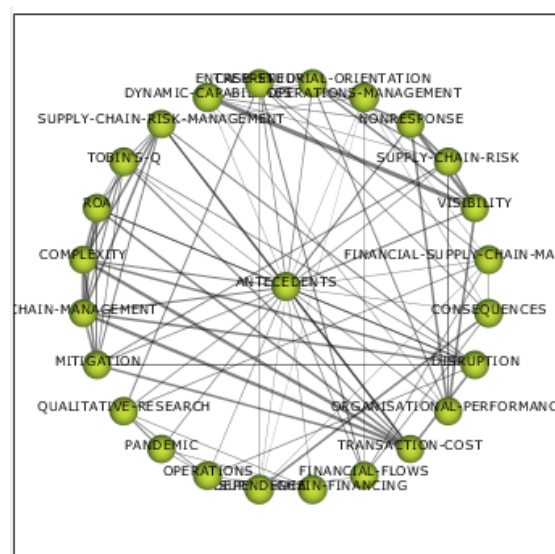 ENTREPRENEURIAL-ORIENTATION
DYNAMIC-CAPABILITIES
OPERATIONS-MANAGEMENT
SUPPLY-CHAIN-RISK-MANAGEMENT
NONRESPONSE
TOBIN'S-Q
SUPPLY-CHAIN-RISK
ROA
VISIBILITY
COMPLEXITY
FINANCIAL-SUPPLY-CHAIN-MA
ANTECEDENTS
CHAIN-MANAGEMENT
CONSEQUENCES
MITIGATION
DISRUPTION
QUALITATIVE-RESEARCH
ORGANISATIONAL-PERFORMANC
PANDEMIC
TRANSACTION-COST
OPERATIONS
FINANCIAL-FLOWS
CHAIN-FINANCING